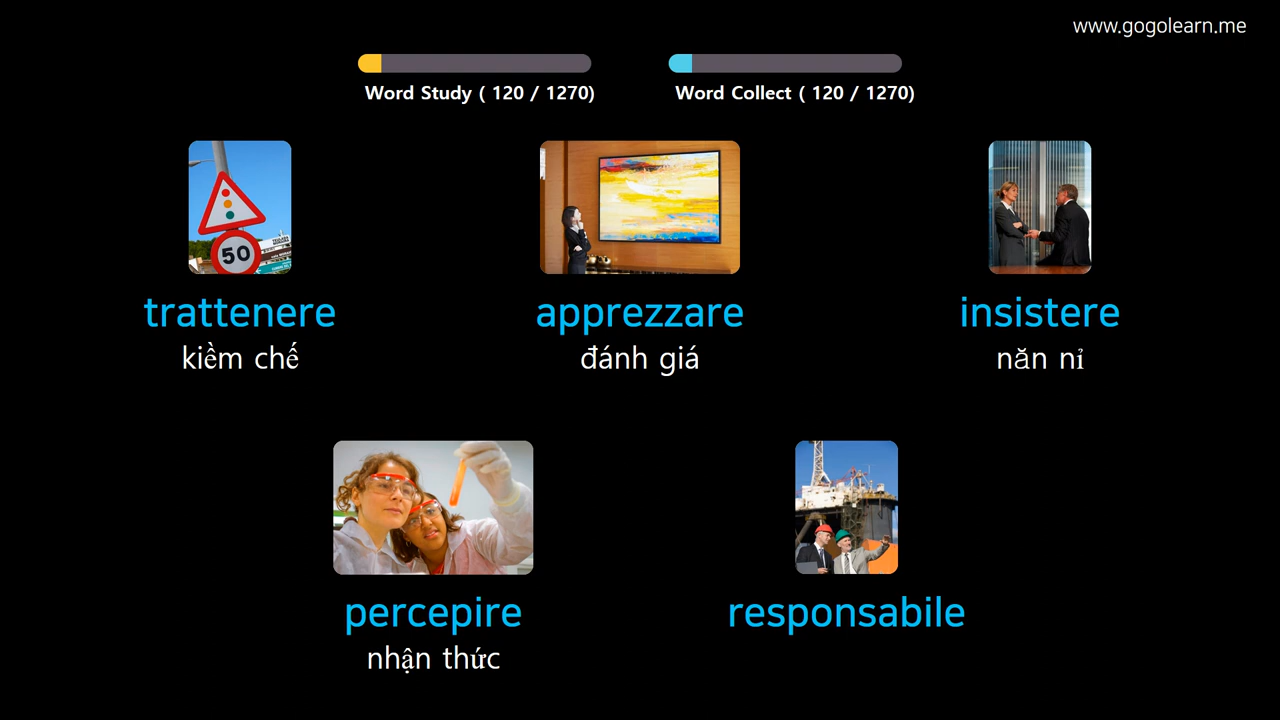 www.gogolearn.me
Word Study ( 120 / 1270)
Word Collect ( 120 / 1270)
50
trattenere
kiềm chế
apprezzare
đánh giá
insistere
năn nỉ
percepire
nhận thức
responsabile